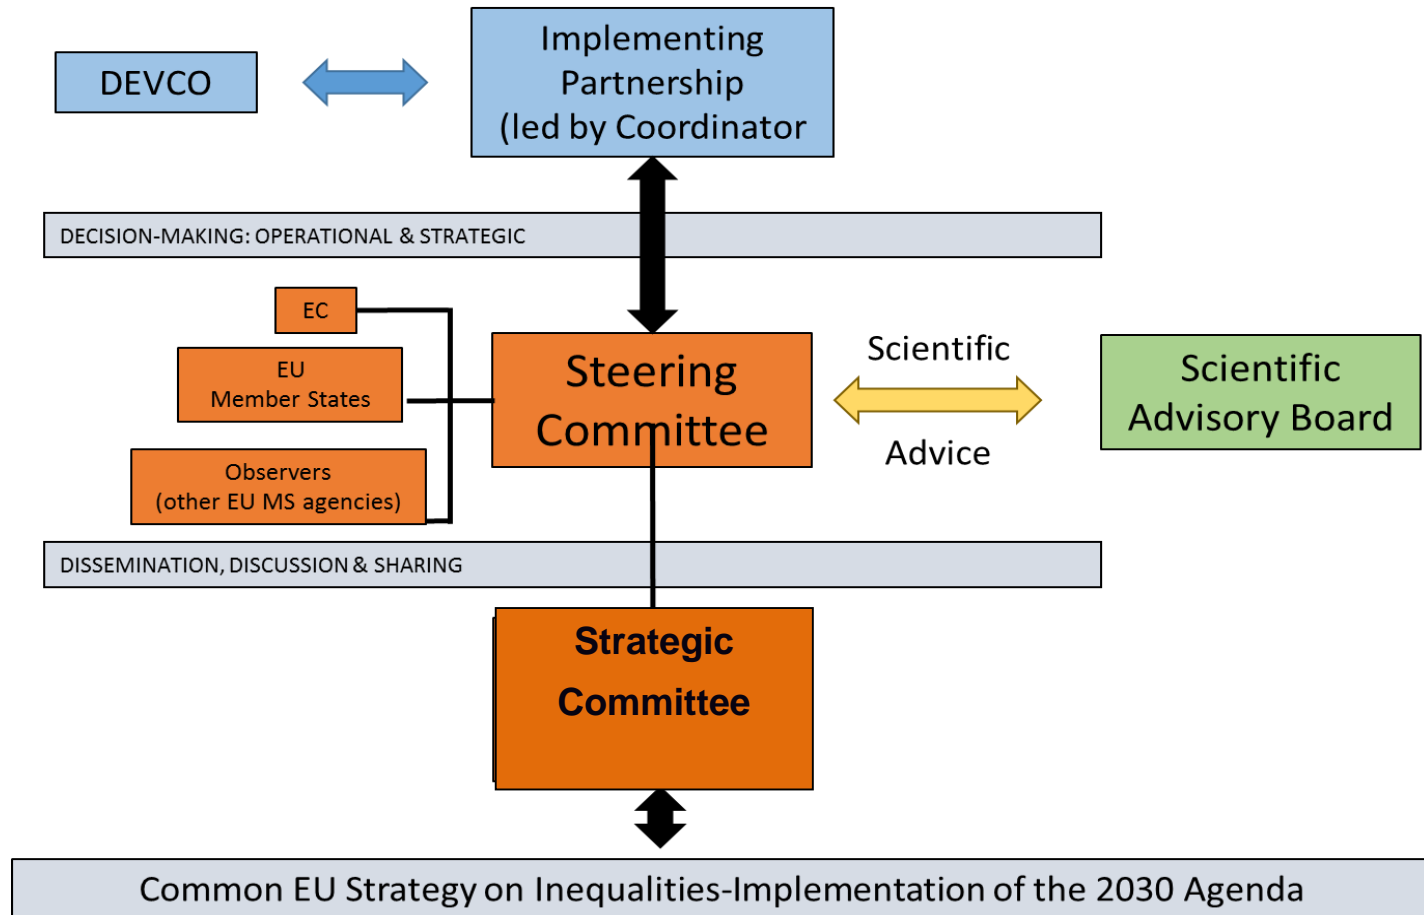 DEVCO
Implementing
Partnership
(led by Coordinator
DECISION-MAKING: OPERATIONAL & STRATEGIC
EC
EU
Member States
Observers
(other EU MS agencies)
Steering
Committee
Scientific
Advice
Scientific
Advisory Board
DISSEMINATION, DISCUSSION & SHARING
Strategic
Committee
Common EU Strategy on Inequalities-Implementation of the 2030 Agenda